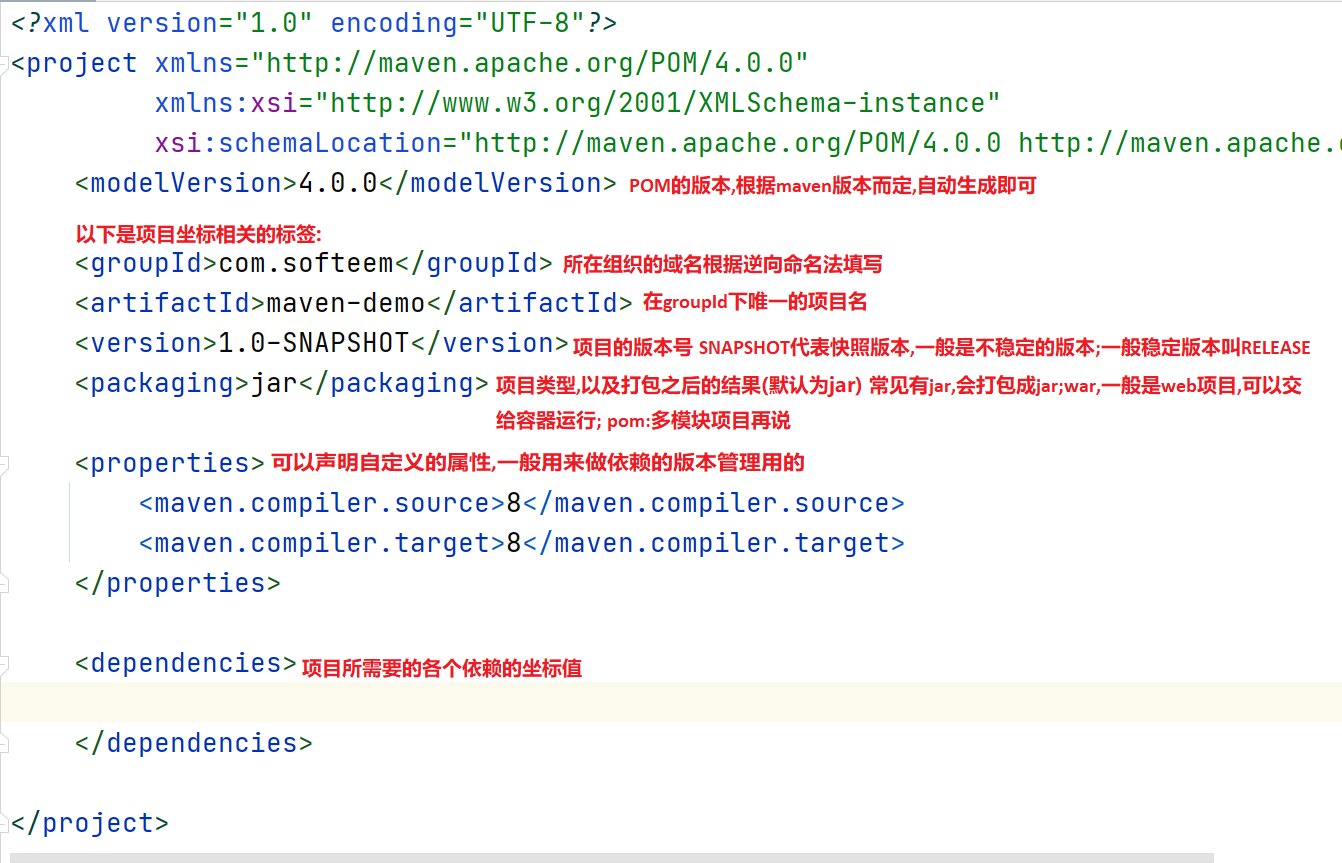 <?xml version="1.0" encoding="UTF-8"?>
<project xmlns="http://maven.apache.org/POM/4.0.0"
xmlns:xsi="http://www.w3.org/2001/XMLSchema-instance"
xsi:schemaLocation="http://maven.apache.org/POM/4.0.0 http://maven.apache.
<modelVersion>4.0.0</modelVersion> POM的版本,根据maven版本而定,自动生成即可
以下是项目坐标相关的标签:
<groupId>com.softeem</groupId> 所在组织的域名根据逆向命名法填写
<artifactId>maven-demo</artifactId> 在groupId下唯一的项目名
<version>1.0-SNAPSHOT</version> 项目的版本号 SNAPSHOT代表快照版本,一般是不稳定的版本;一般稳定版本叫RELEASE
<packaging>jar</packaging> 项目类型,以及打包之后的结果(默认为jar) 常见有jar,会打包成jar;war,一般是web项目,可以交
给容器运行; pom:多模块项目再说
<properties> 可以声明自定义的属性,一般用来做依赖的版本管理用的
<maven.compiler.source>8</maven.compiler.source>
<maven.compiler.target>8</maven.compiler.target>
</properties>
<dependencies> 项目所需要的各个依赖的坐标值
</dependencies>
</project>